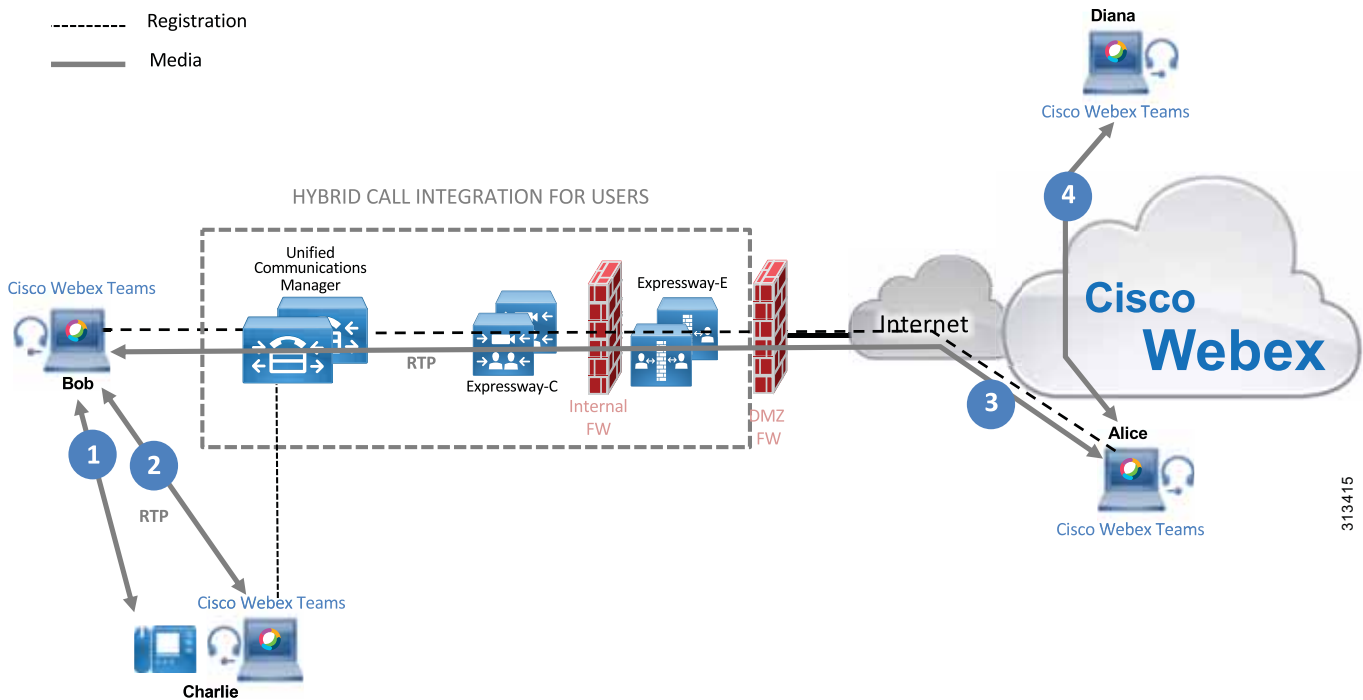 Registration
Media
Diana
Cisco Webex Teams
HYBRID CALL INTEGRATION FOR USERS
Unified
Communications
Manager
Expressway-E
Cisco Webex Teams
Bob
RTP
Expressway-C
Internal
FW
DMZ
FW
Internet
Cisco
Webex
4
3
Alice
Cisco Webex Teams
1
2
RTP
Cisco Webex Teams
Charlie
313415